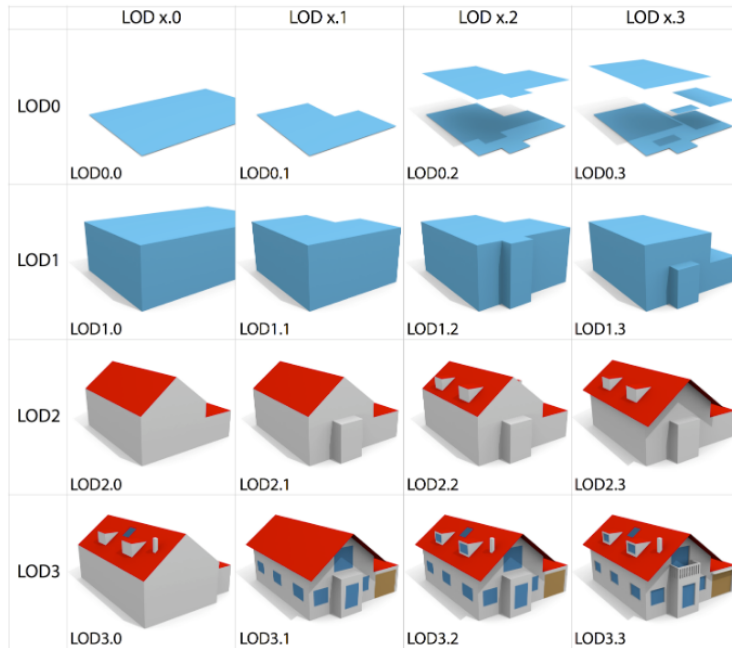 LOD x.0 LOD x.1 LOD x.2 LOD x.3
LOD0
LOD0.0 LOD0.1 LOD0.2 LOD0.3
LOD1
LOD1.0 LOD1.1 LOD1.2 LOD1.3
LOD2
LOD2.0 LOD2.1 LOD2.2 LOD2.3
LOD3
LOD3.0 LOD3.1 LOD3.2 LOD3.3